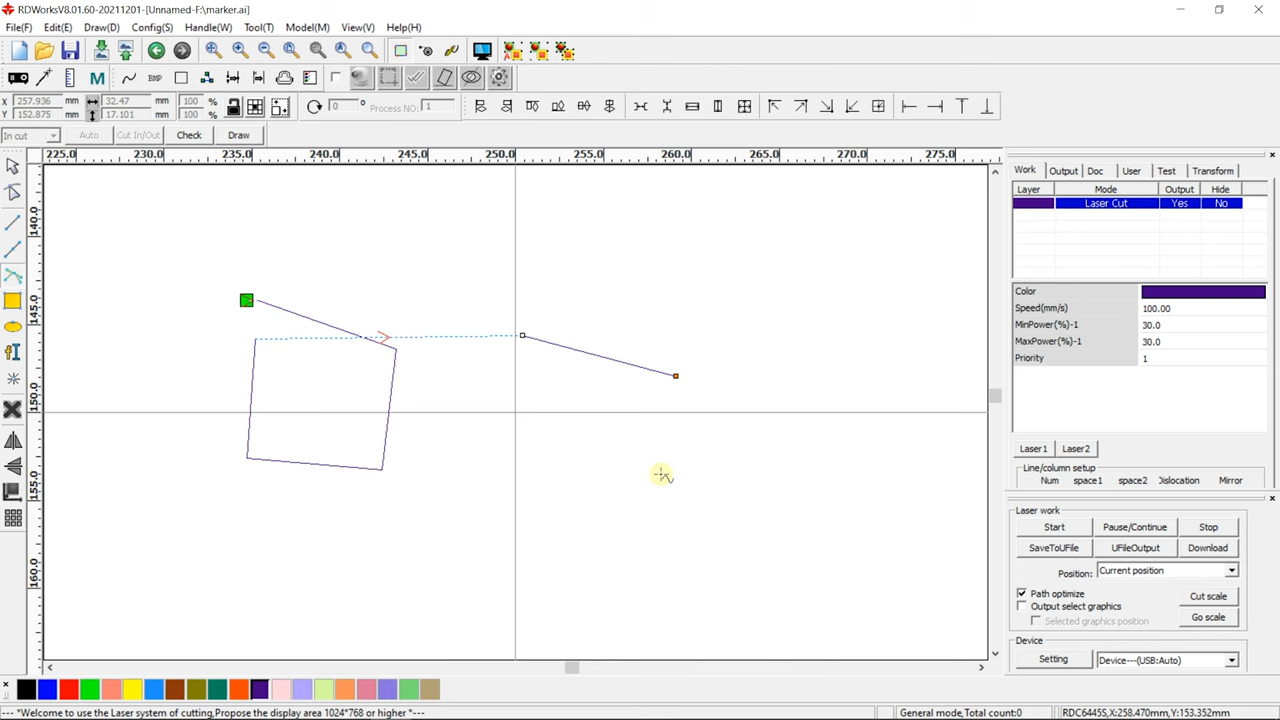 RDWorksV8.01.60-20211201-[Unnamed-F:\marker.ai]
File(F) Edit(E) Draw(D) Config(S) Handle(W) Tool(T) Model(M) View(V) Help(H)
BMP
X 257.936 mm 32.47 mm 100 % 0 ° Process NO: 1
Y 152.875 mm 17.101 mm 100 %
In cut Auto Cut In/Out Check Draw
225.0 230.0 235.0 240.0 245.0 250.0 255.0 260.0 265.0 270.0 275.0
140.0
145.0
150.0
155.0
160.0
Work Output Doc User Test Transform
Layer Mode Output Hide
Laser Cut Yes No
Color
Speed(mm/s) 100.00
MinPower(%)-1 30.0
MaxPower(%)-1 30.0
Priority 1
Laser1 Laser2
Line/column setup
Num space1 space2 Dislocation Mirror
Laser work
Start Pause/Continue Stop
SaveToUFile UFileOutput Download
Position: Current position
Path optimize
Output select graphics
Selected graphics position
Cut scale
Go scale
Device
Setting Device---(USB:Auto)
--- *Welcome to use the Laser system of cutting,Propose the display area 1024*768 or higher *---
General mode,Total count:0
RDC6445S,X:258.470mm,Y:153.352mm